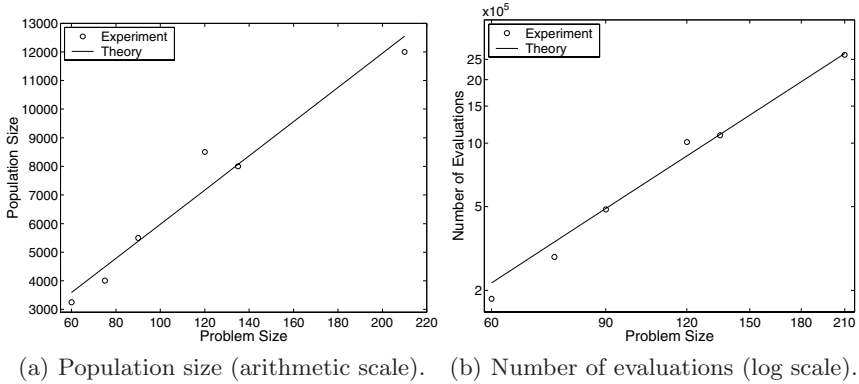 13000
12000
11000
10000
9000
8000
7000
6000
5000
4000
3000
Population Size
Experiment
Theory
60 80 100 120 140 160 180 200 220
Problem Size
(a) Population size (arithmetic scale).
x10⁵
25
20
15
10
5
2
Number of Evaluations
Experiment
Theory
60 90 120 150 180 210
Problem Size
(b) Number of evaluations (log scale).